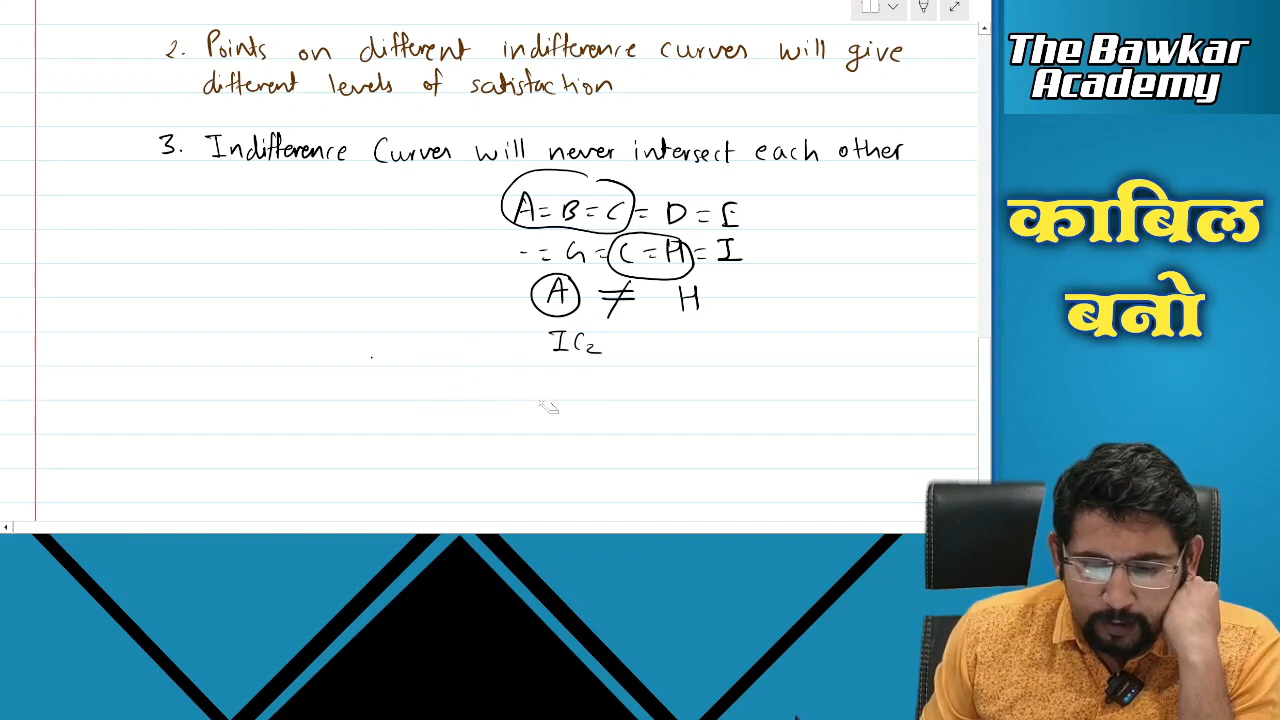 2. Points on different indifference curves will give
different levels of satisfaction
3. Indifference Curves will never intersect each other
A = B = C = D = E
= G = C = H = I
A ≠ H
IC₂
The Bawkar
Academy
काबिल
बनो